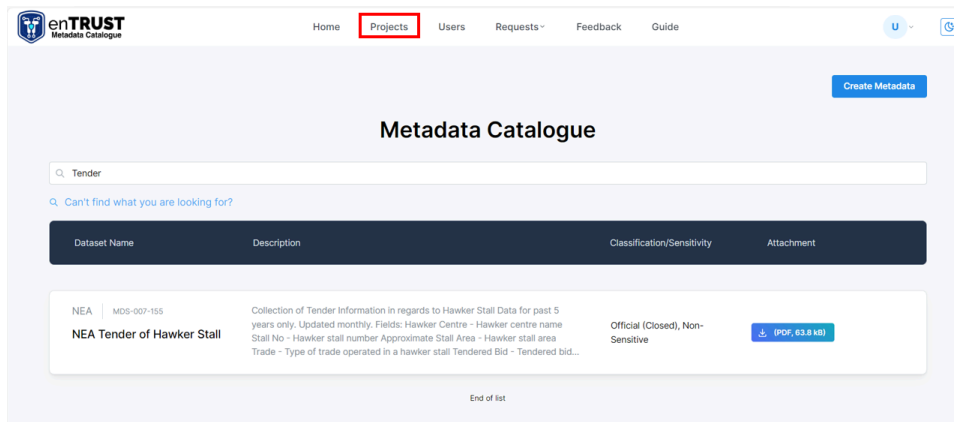 enTRUST
Metadata Catalogue
Home Projects Users Requests Feedback Guide U
Create Metadata
Metadata Catalogue
Tender
Can't find what you are looking for?
Dataset Name Description Classification/Sensitivity Attachment
NEA MDS-007-155
NEA Tender of Hawker Stall
Collection of Tender Information in regards to Hawker Stall Data for past 5
years only. Updated monthly. Fields: Hawker Centre - Hawker centre name
Stall No - Hawker stall number Approximate Stall Area - Hawker stall area
Trade - Type of trade operated in a hawker stall Tendered Bid - Tendered bid...
Official (Closed), Non-
Sensitive
(PDF, 63.8 kB)
End of list